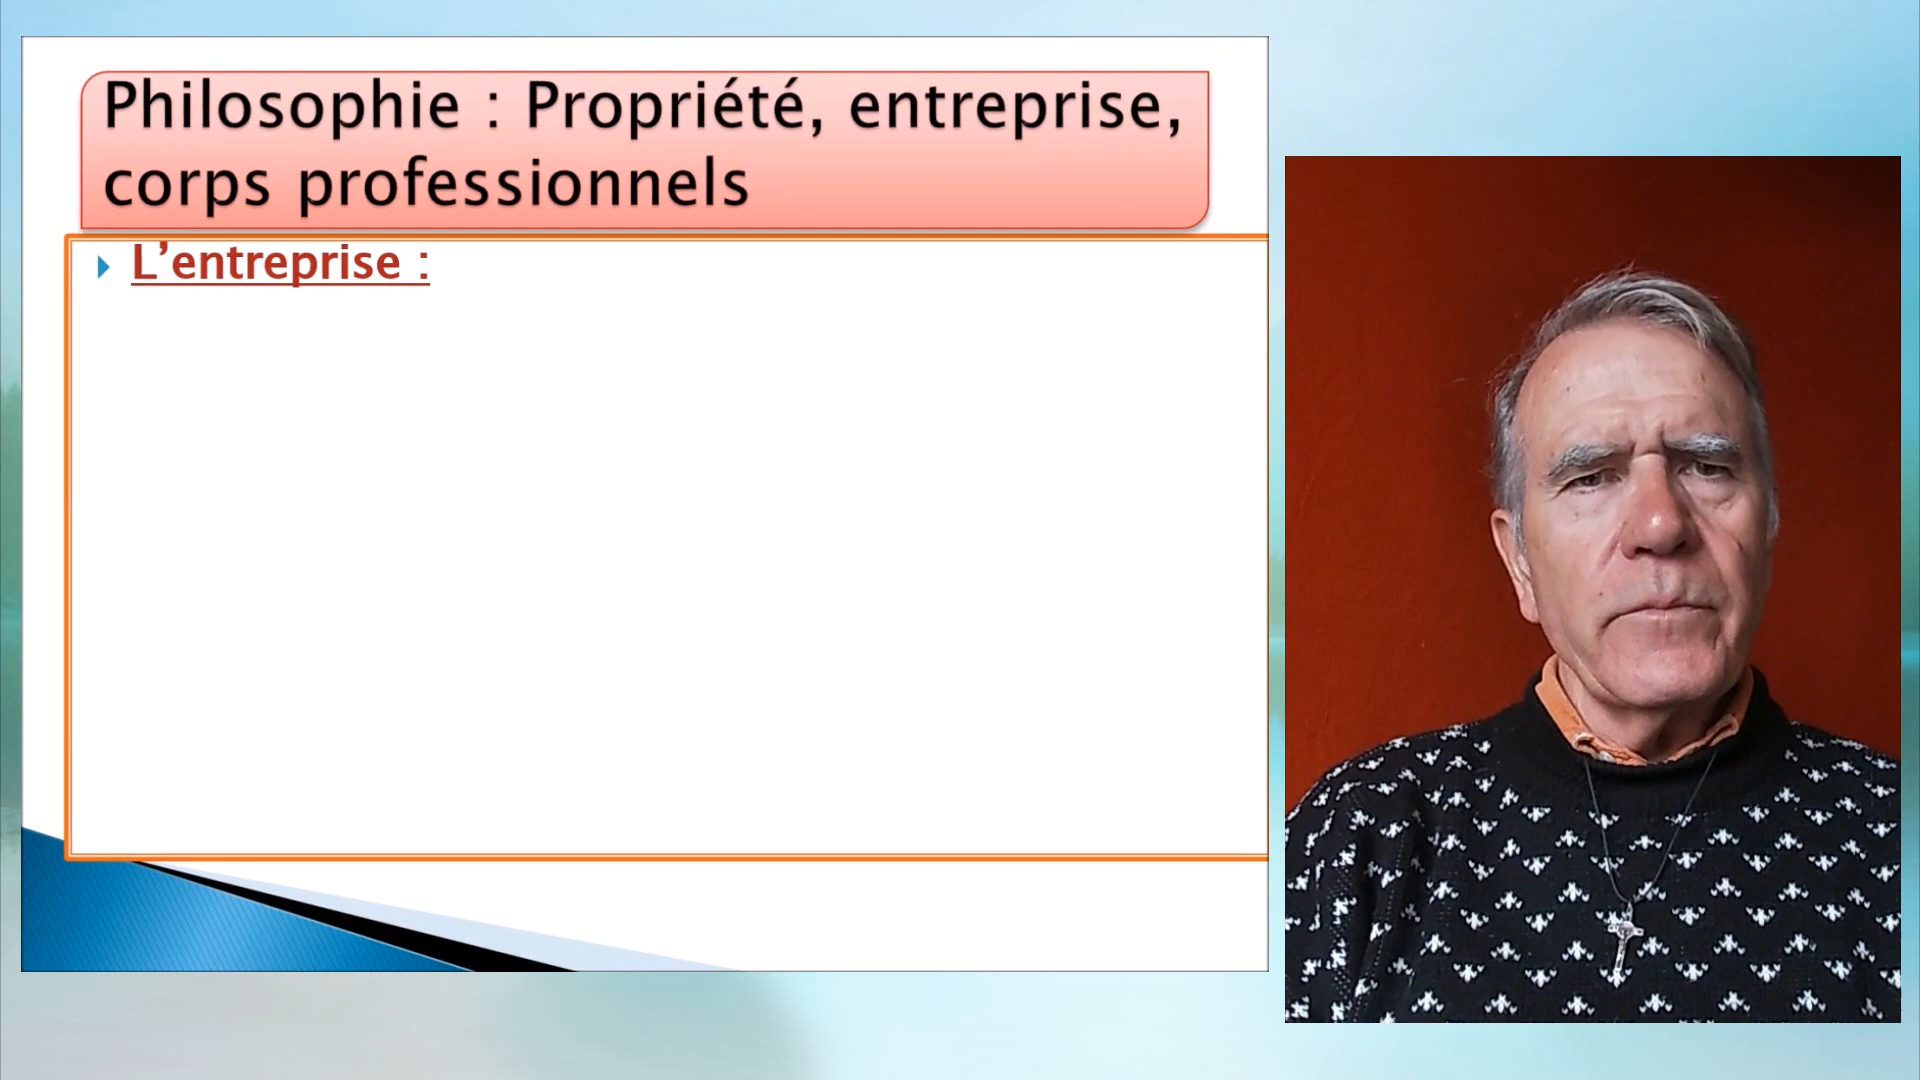 Philosophie : Propriété, entreprise,
corps professionnels
L’entreprise :